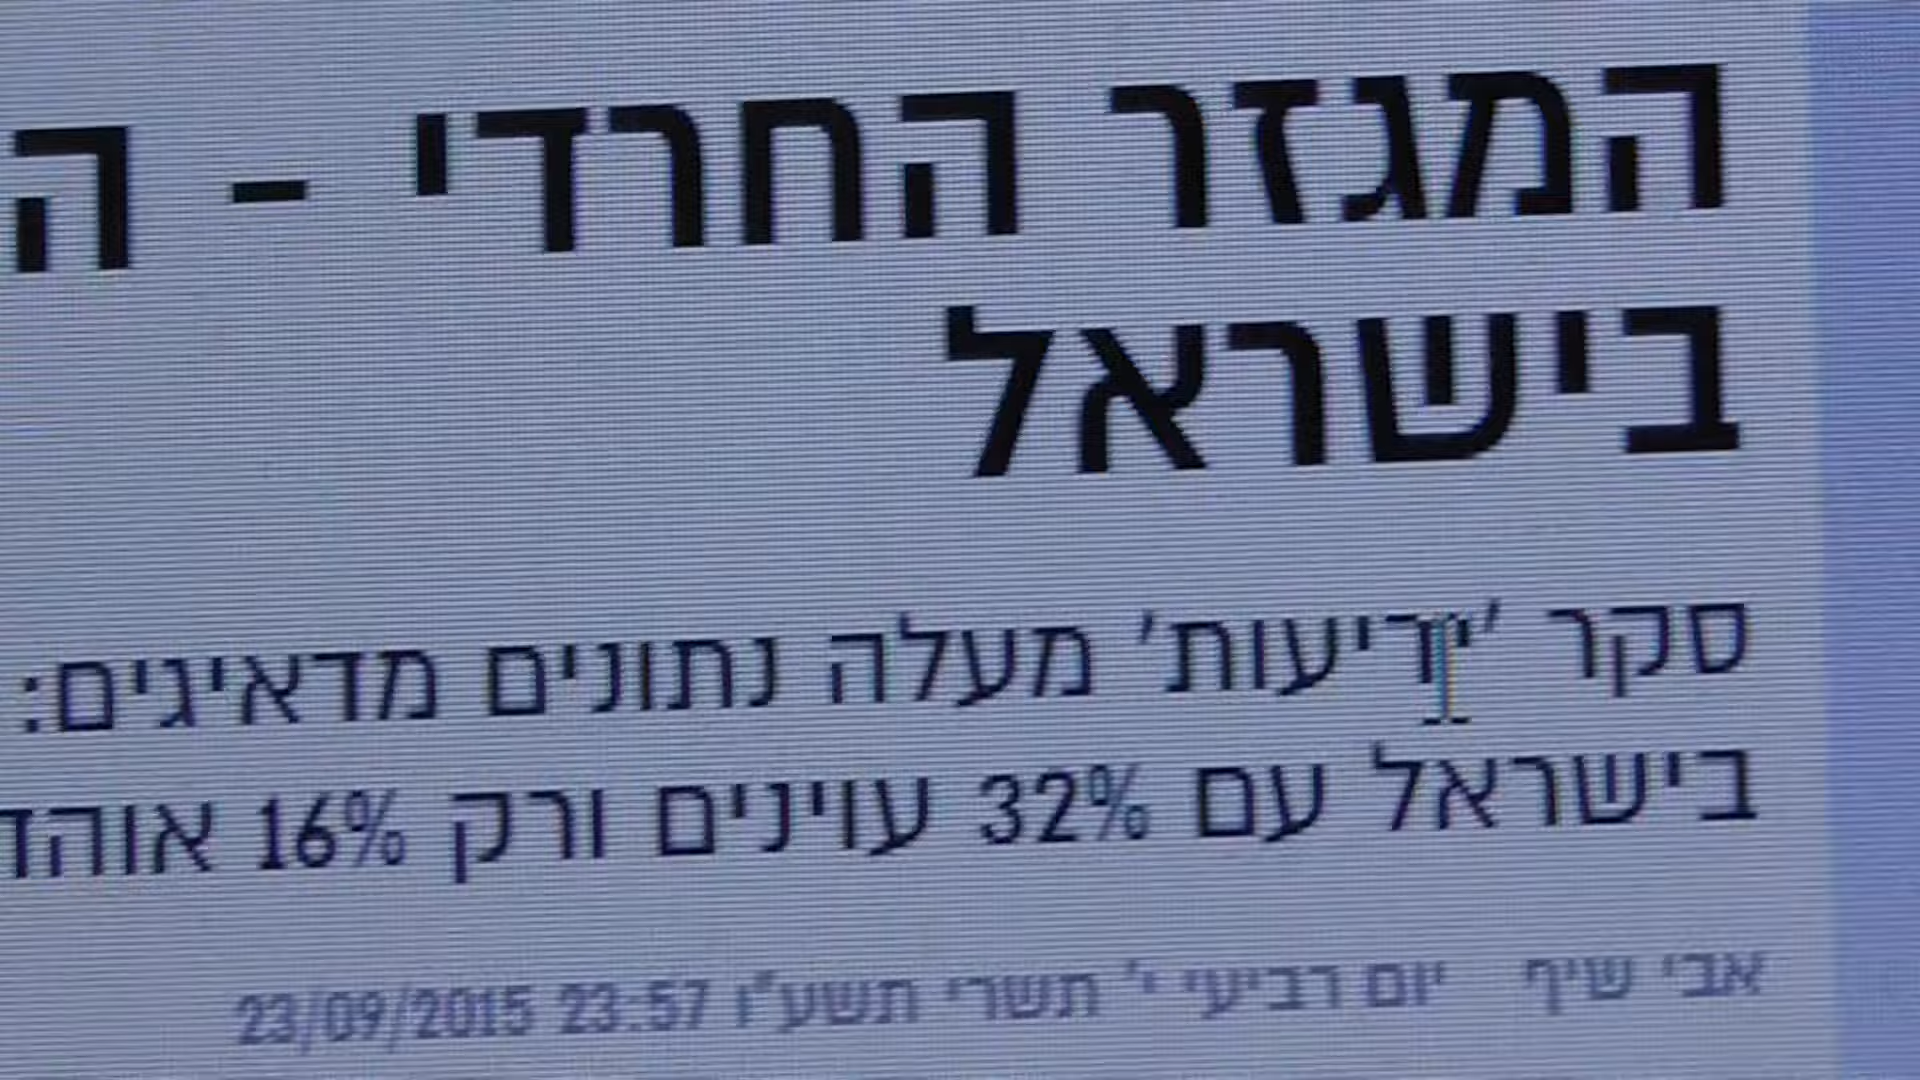 המגזר החרדי - ה
בישראל
סקר 'ידיעות' מעלה נתונים מדאיגים:
בישראל עם 32% עוינים ורק 16% אוהד
אבי שיף יום רביעי י' תשרי תשע"ו 23:57 23/09/2015